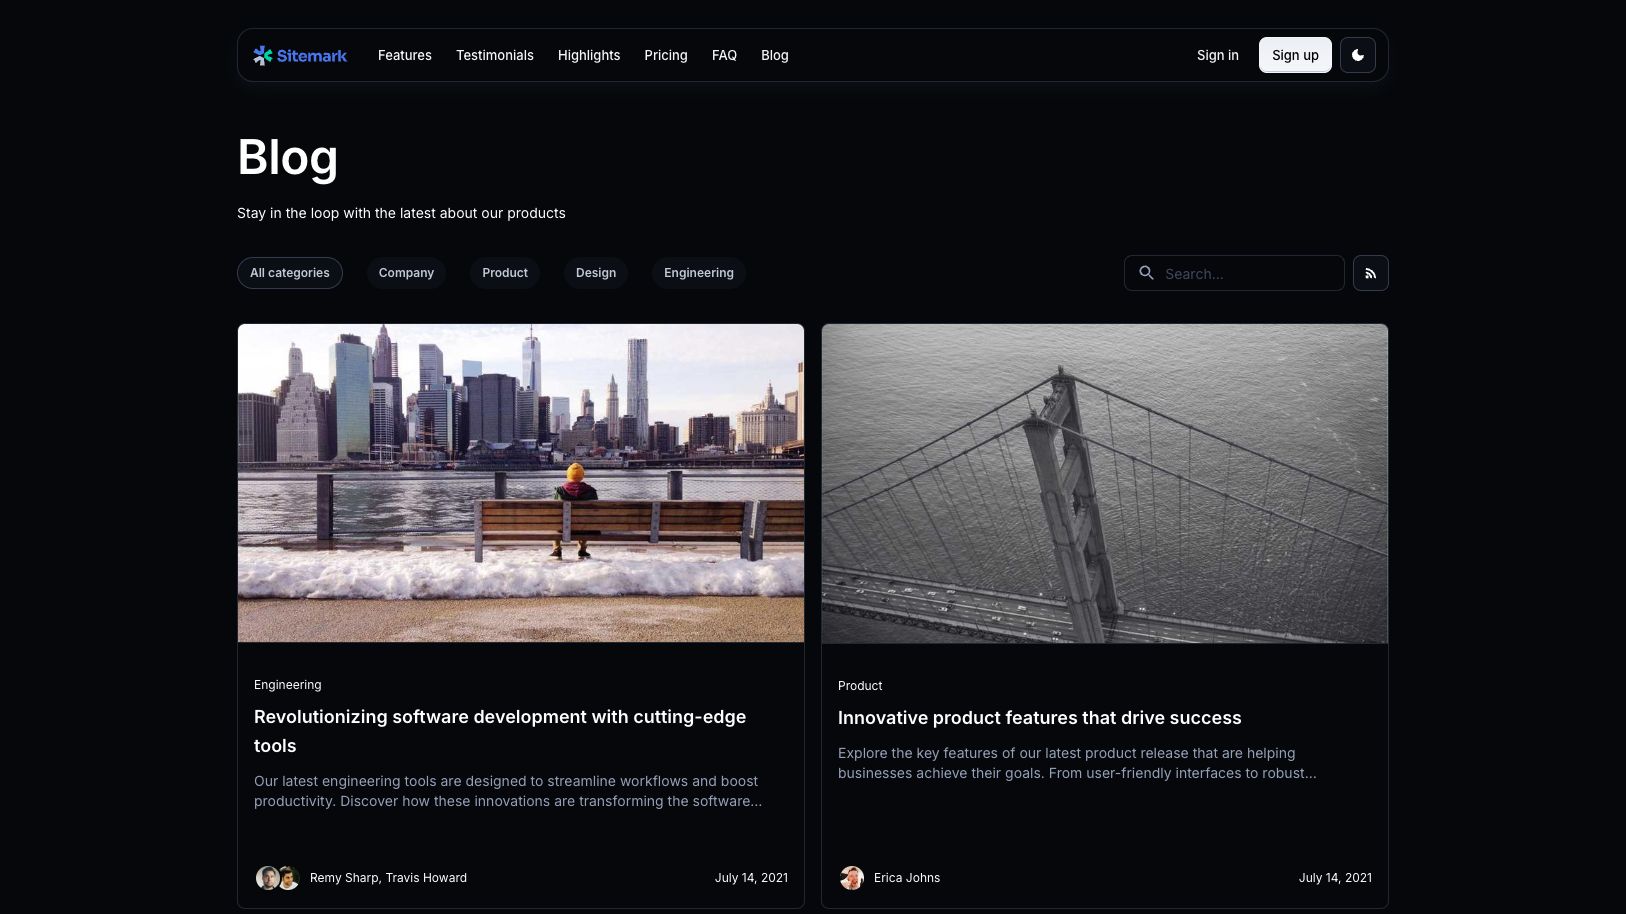 Sitemark Features Testimonials Highlights Pricing FAQ Blog Sign in Sign up
Blog
Stay in the loop with the latest about our products
All categories Company Product Design Engineering Search...
Engineering
Revolutionizing software development with cutting-edge
tools
Our latest engineering tools are designed to streamline workflows and boost
productivity. Discover how these innovations are transforming the software...
Remy Sharp, Travis Howard July 14, 2021
Product
Innovative product features that drive success
Explore the key features of our latest product release that are helping
businesses achieve their goals. From user-friendly interfaces to robust...
Erica Johns July 14, 2021